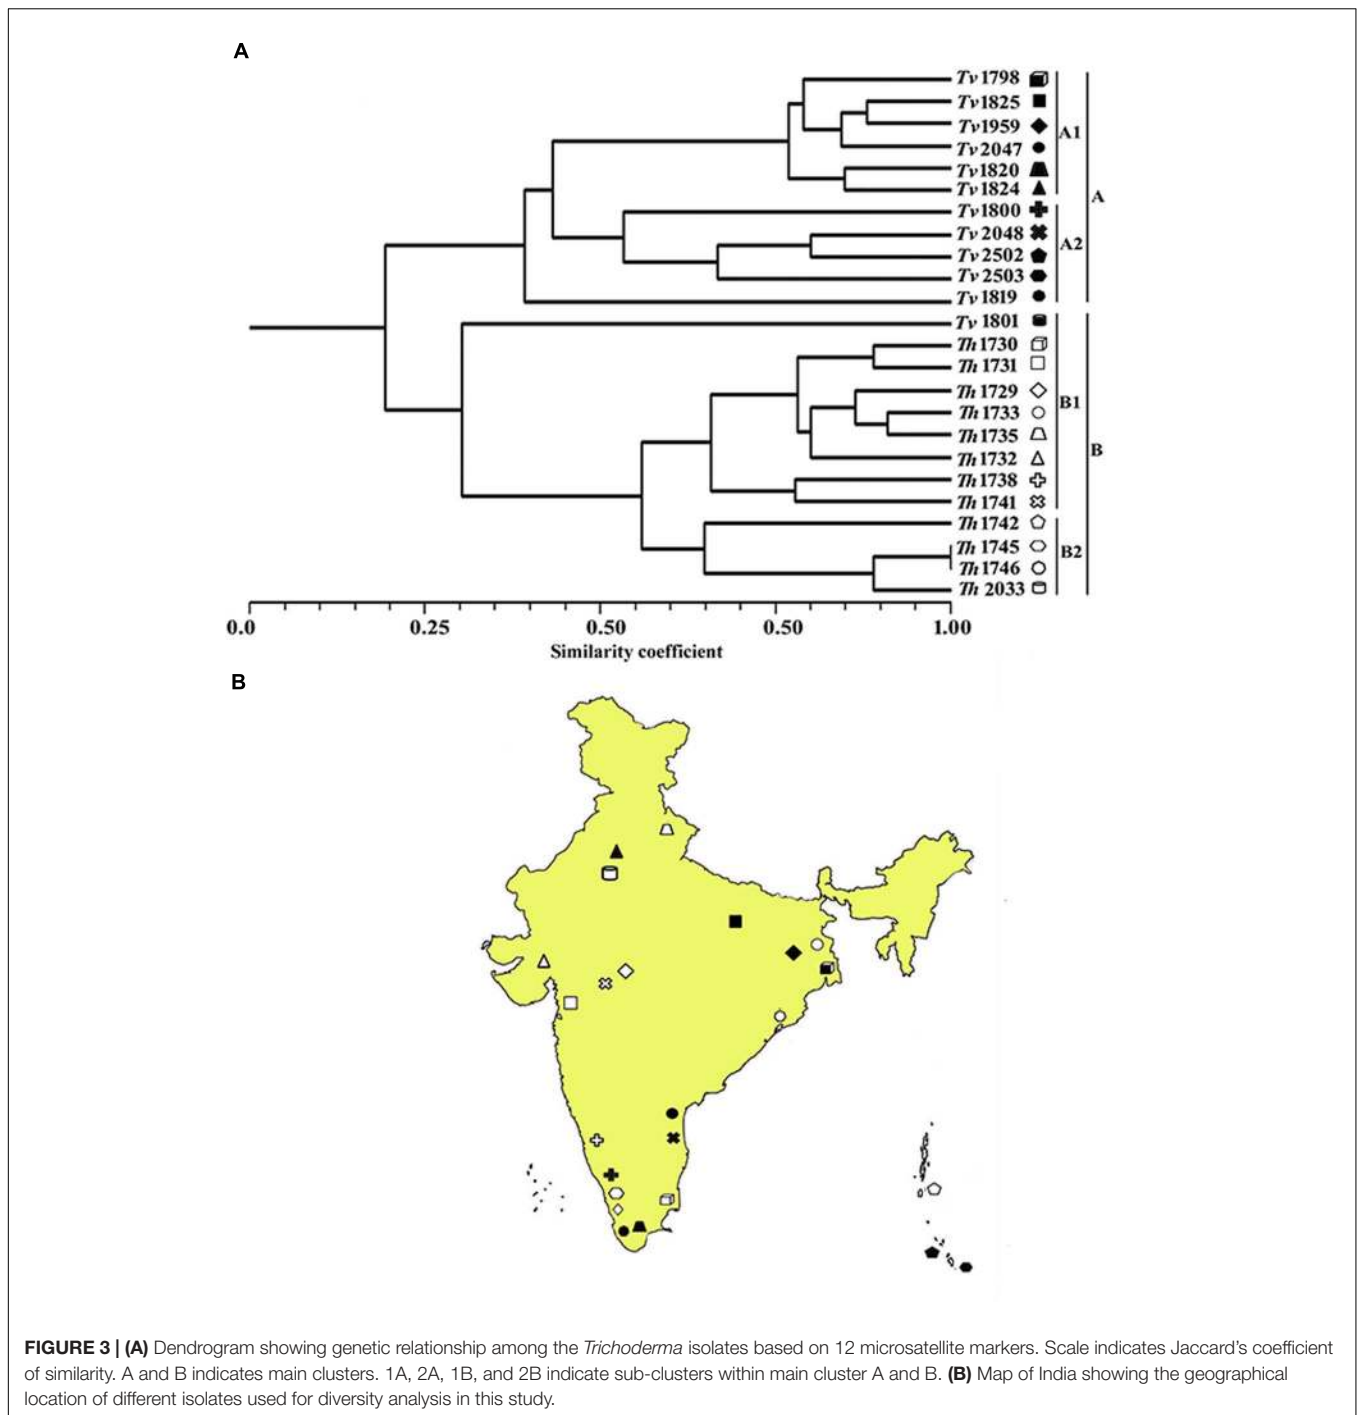 A
Tv 1798
Tv 1825
Tv 1959
A1
Tv 2047
Tv 1820
Tv 1824
A
Tv 1800
Tv 2048
A2
Tv 2502
Tv 2503
Tv 1819
Tv 1801
Th 1730
Th 1731
Th 1729
B1
Th 1733
Th 1735
B
Th 1732
Th 1738
Th 1741
Th 1742
Th 1745
B2
Th 1746
Th 2033
0.0 0.25 0.50 0.50 1.00
Similarity coefficient
B
FIGURE 3 | (A) Dendrogram showing genetic relationship among the Trichoderma isolates based on 12 microsatellite markers. Scale indicates Jaccard's coefficient
of similarity. A and B indicates main clusters. 1A, 2A, 1B, and 2B indicate sub-clusters within main cluster A and B. (B) Map of India showing the geographical
location of different isolates used for diversity analysis in this study.